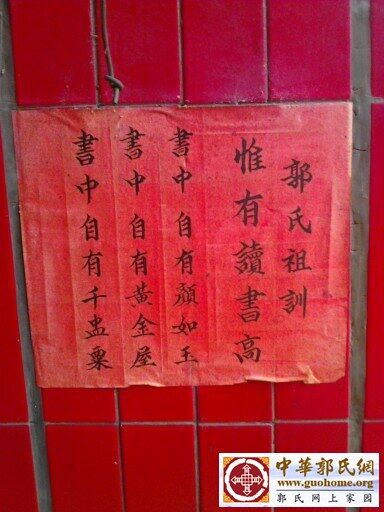 郭氏祖訓
惟有讀書高
書中自有顔如玉
書中自有黃金屋
書中自有千盅粟
中華郭氏網
www.guohome.org
郭氏网上家园